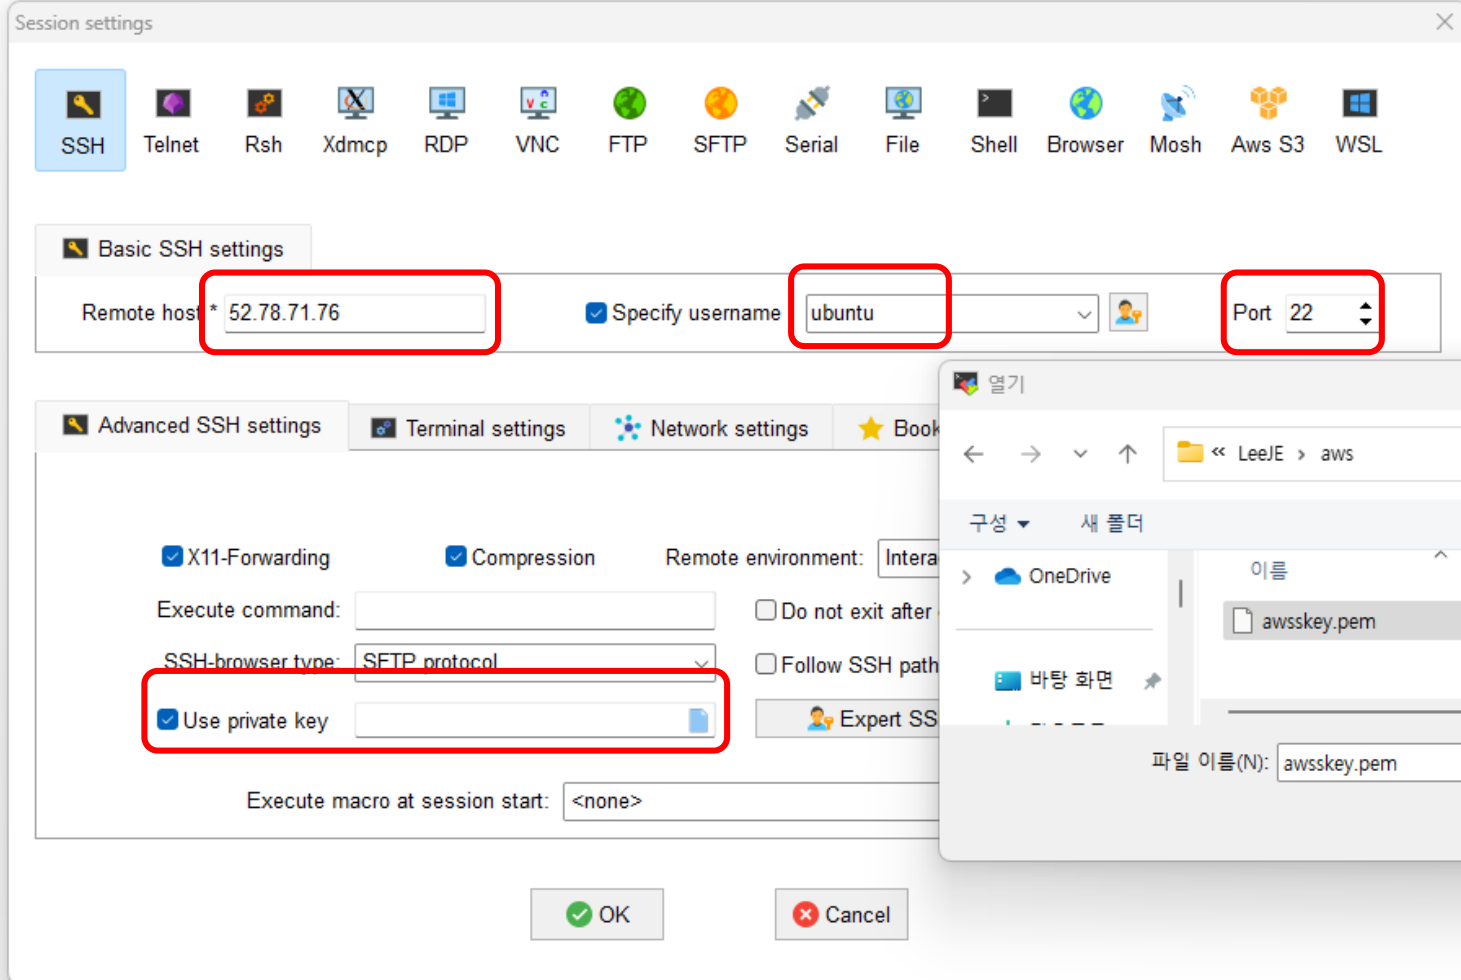 Session settings
SSH Telnet Rsh Xdmcp RDP VNC FTP SFTP Serial File Shell Browser Mosh Aws S3 WSL
Basic SSH settings
Remote host * 52.78.71.76 Specify username ubuntu Port 22
열기
Advanced SSH settings Terminal settings Network settings Book
« LeeJE > aws
구성 새 폴더
X11-Forwarding Compression Remote environment: Intera
이름
OneDrive
Execute command: Do not exit after
awsskey.pem
SSH-browser type: SFTP protocol Follow SSH path
바탕 화면
Use private key Expert SS
파일 이름(N): awsskey.pem
Execute macro at session start: <none>
OK Cancel